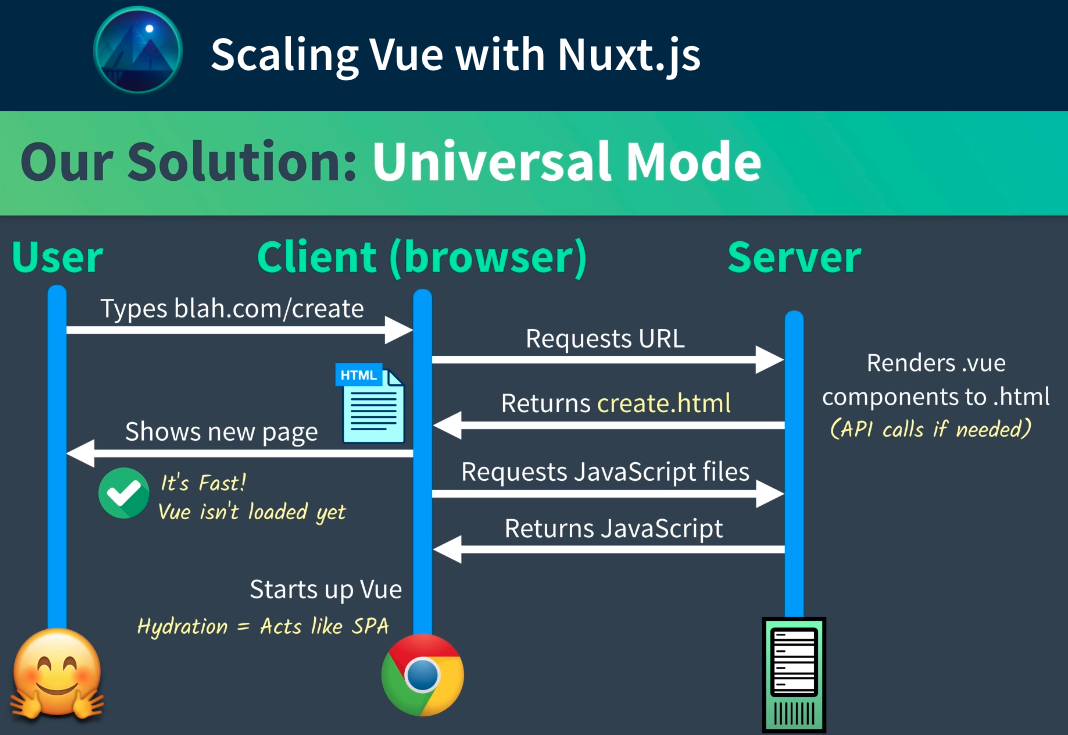 Scaling Vue with Nuxt.js
Our Solution: Universal Mode
User
Client (browser)
Server
Types blah.com/create
Requests URL
Renders .vue
components to .html
(API calls if needed)
HTML
Returns create.html
Shows new page
It's Fast!
Vue isn't loaded yet
Requests JavaScript files
Returns JavaScript
Starts up Vue
Hydration = Acts like SPA